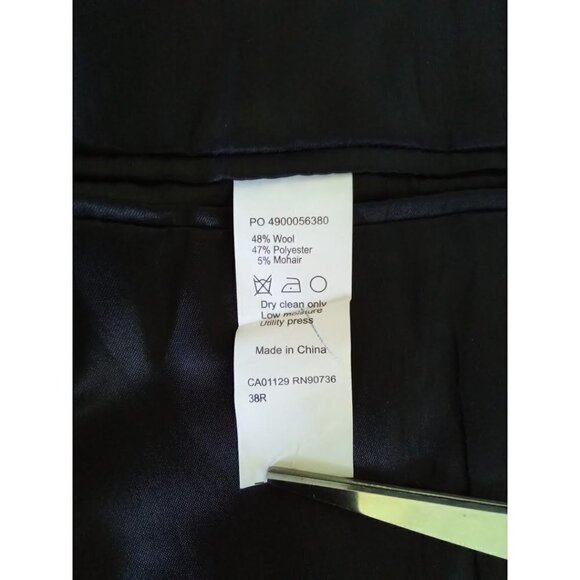 PO 4900056380
48% Wool
47% Polyester
5% Mohair
Dry clean only
Low moisture
Utility press
Made in China
CA01129 RN90736
38R